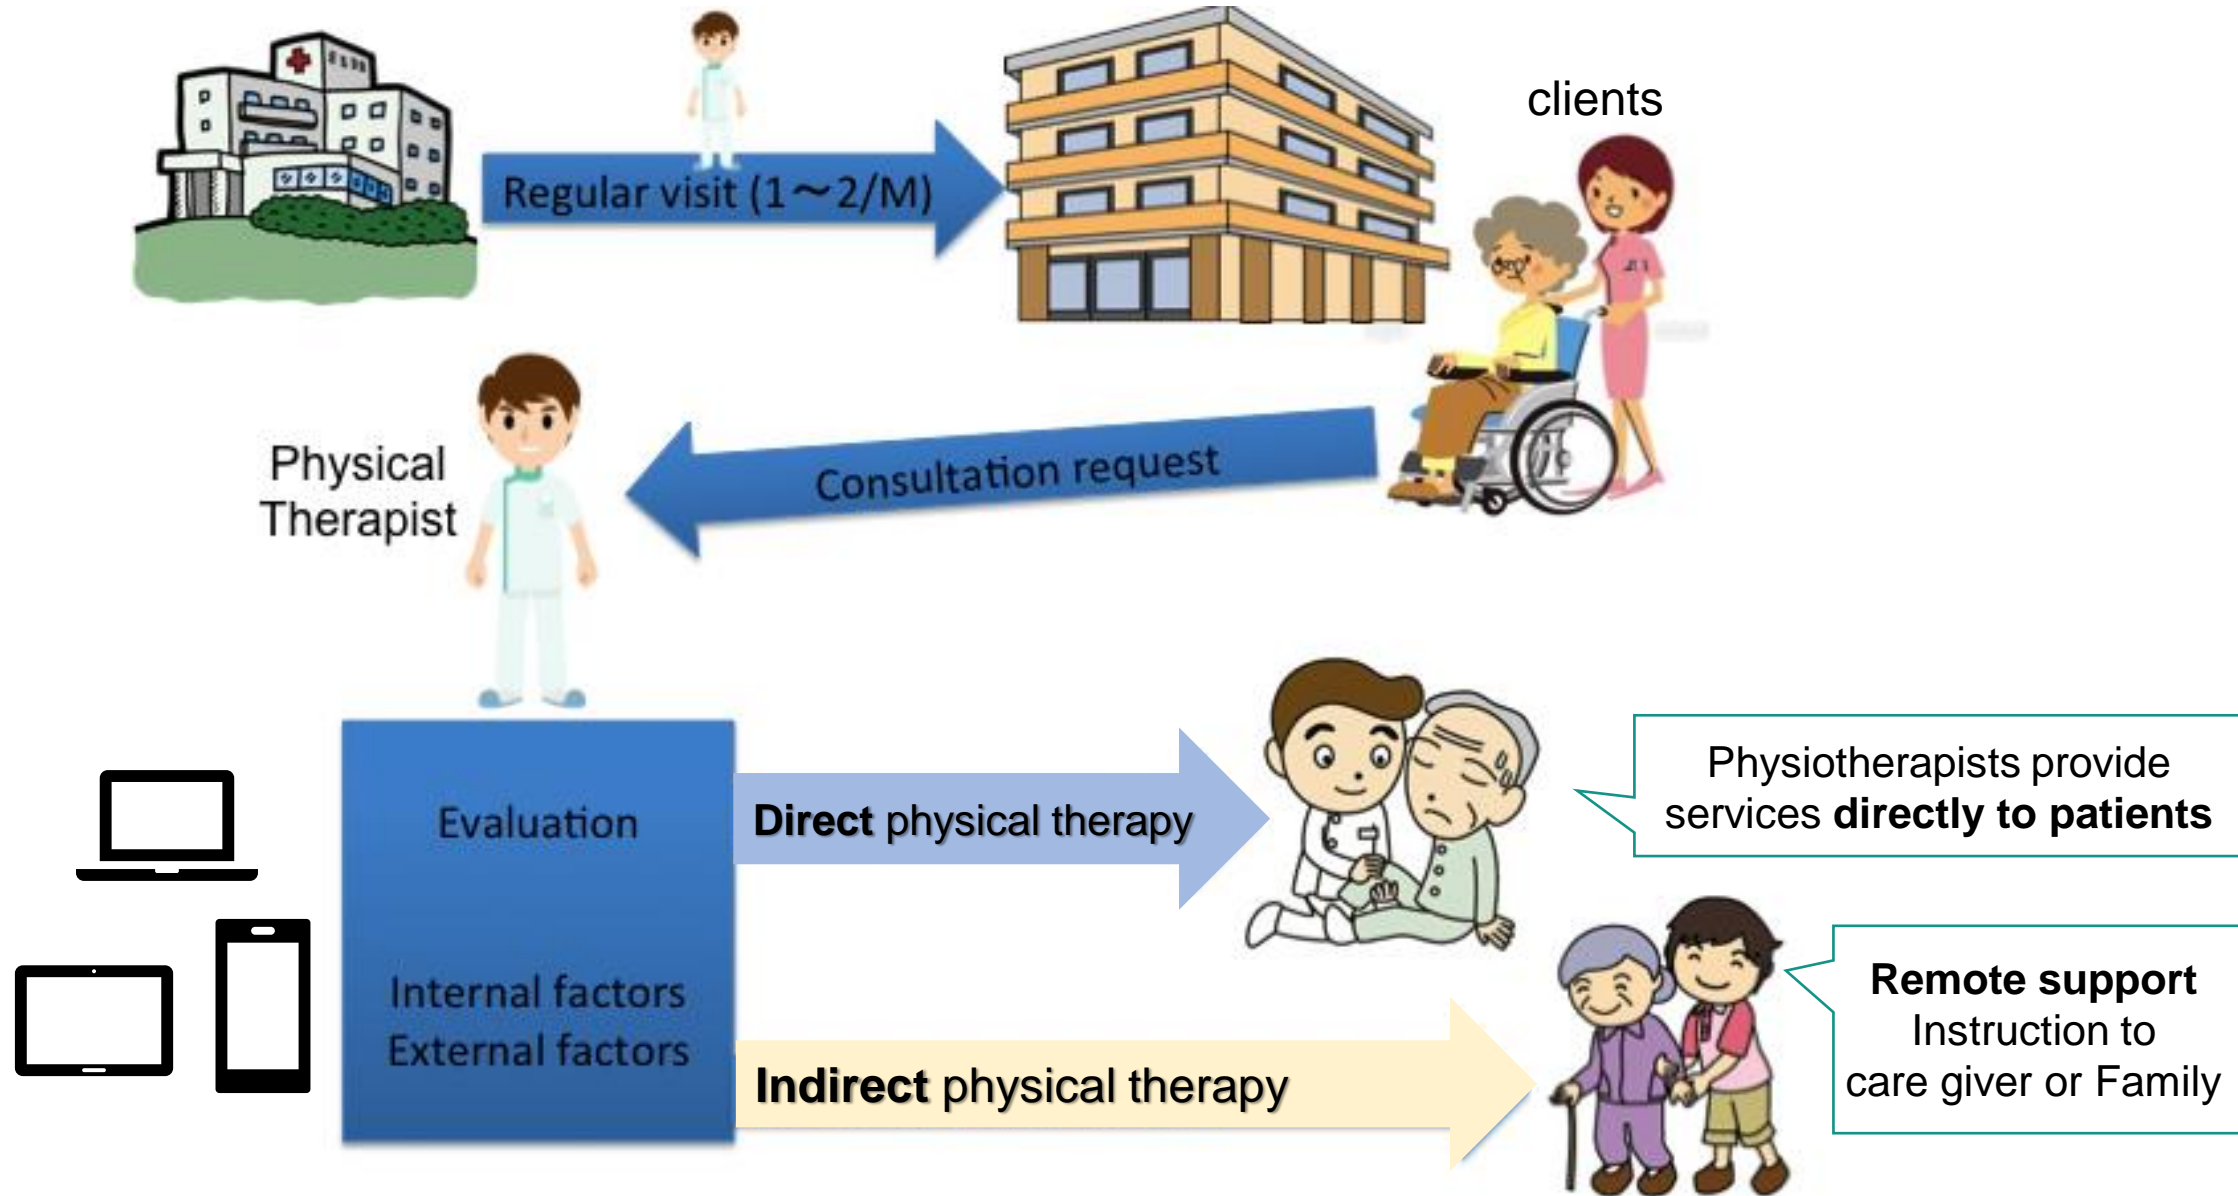 clients
Regular visit (1～2/M)
Consultation request
Physical
Therapist
Evaluation
Internal factors
External factors
Direct physical therapy
Physiotherapists provide
services directly to patients
Indirect physical therapy
Remote support
Instruction to
care giver or Family